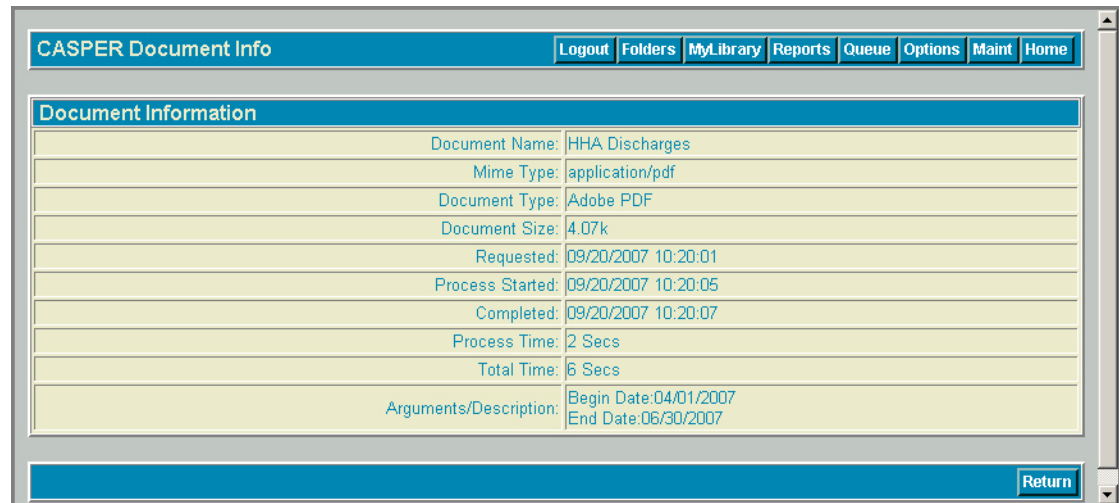 CASPER Document Info
Logout Folders MyLibrary Reports Queue Options Maint Home
Document Information
Document Name: HHA Discharges
Mime Type: application/pdf
Document Type: Adobe PDF
Document Size: 4.07k
Requested: 09/20/2007 10:20:01
Process Started: 09/20/2007 10:20:05
Completed: 09/20/2007 10:20:07
Process Time: 2 Secs
Total Time: 6 Secs
Arguments/Description: Begin Date:04/01/2007
End Date:06/30/2007
Return